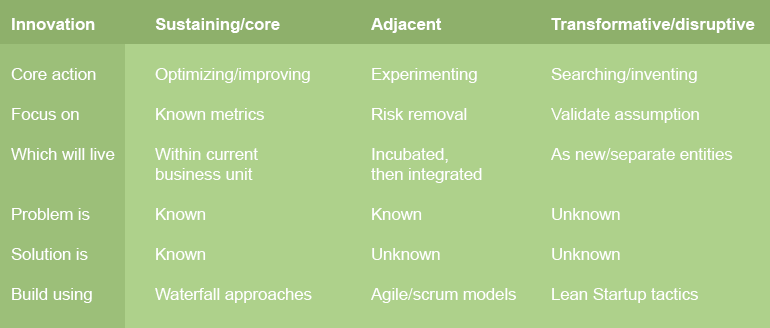 Innovation Sustaining/core Adjacent Transformative/disruptive
Core action Optimizing/improving Experimenting Searching/inventing
Focus on Known metrics Risk removal Validate assumption
Which will live Within current Incubated, As new/separate entities
business unit then integrated
Problem is Known Known Unknown
Solution is Known Unknown Unknown
Build using Waterfall approaches Agile/scrum models Lean Startup tactics